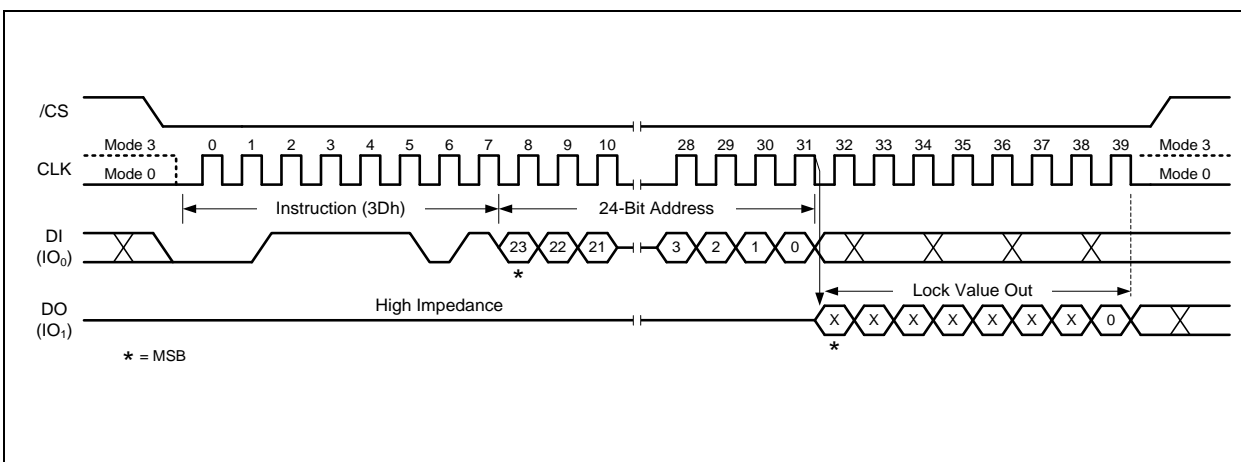 /CS
Mode 3 0 1 2 3 4 5 6 7 8 9 10 28 29 30 31 32 33 34 35 36 37 38 39 Mode 3
CLK Mode 0 Mode 0
Instruction (3Dh) 24-Bit Address
DI
(IO0) 23 22 21 3 2 1 0
*
Lock Value Out
High Impedance
DO
(IO1) X X X X X X X 0
*
* = MSB